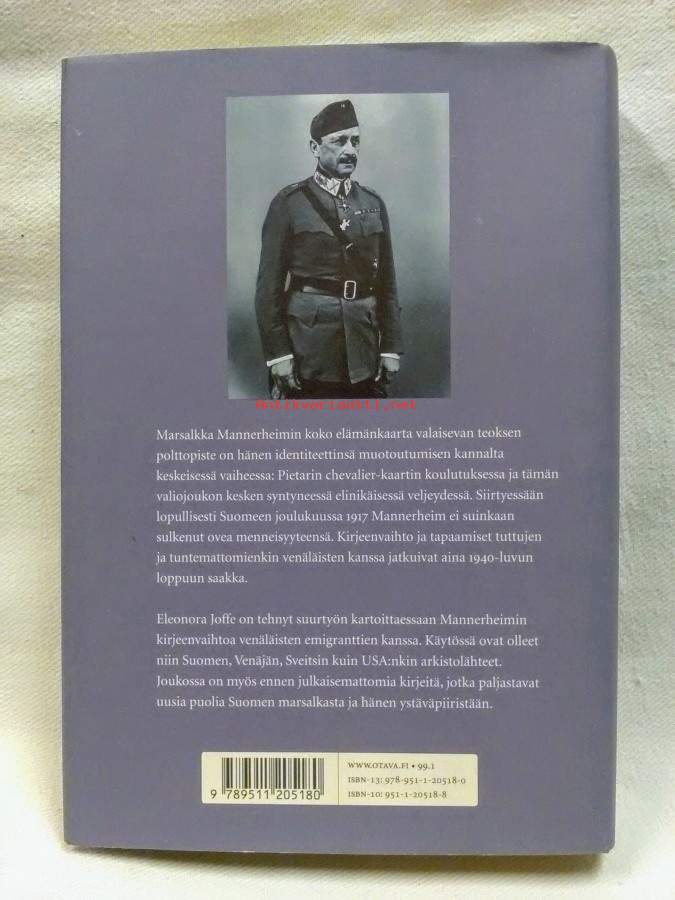 Antikvariaatti.net
Marsalkka Mannerheimin koko elämänkaarta valaisevan teoksen
polttopiste on hänen identiteettinsä muotoutumisen kannalta
keskeisessä vaiheessa: Pietarin chevalier-kaartin koulutuksessa ja tämän
valiojoukon kesken syntyneessä elinikäisessä veljeydessä. Siirtyessään
lopullisesti Suomeen joulukuussa 1917 Mannerheim ei suinkaan
sulkenut ovea menneisyyteensä. Kirjeenvaihto ja tapaamiset tuttujen
ja tuntemattomienkin venäläisten kanssa jatkuivat aina 1940-luvun
loppuun saakka.
Eleonora Joffe on tehnyt suurtyön kartoittaessaan Mannerheimin
kirjeenvaihtoa venäläisten emigranttien kanssa. Käytössä ovat olleet
niin Suomen, Venäjän, Sveitsin kuin USA:nkin arkistolähteet.
Joukossa on myös ennen julkaisemattomia kirjeitä, jotka paljastavat
uusia puolia Suomen marsalkasta ja hänen ystäväpiiristään.
9 789511 205180
WWW.OTAVA.FI • 99.1
ISBN-13: 978-951-1-20518-0
ISBN-10: 951-1-20518-8